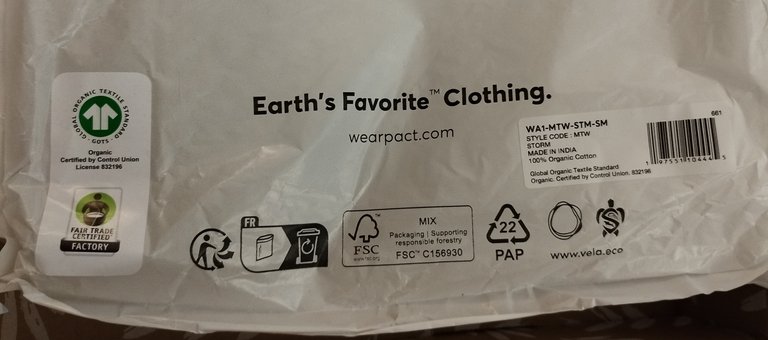 Earth's Favorite™ Clothing.
wearpact.com
GLOBAL ORGANIC TEXTILE STANDARD
· GOTS ·
Organic
Certified by Control Union
License 832196
FAIR TRADE
CERTIFIED
FACTORY
661
WA1-MTW-STM-SM
STYLE CODE : MTW
STORM
MADE IN INDIA
100% Organic Cotton
Global Organic Textile Standard
Organic. Certified by Control Union. 832196
FR
FSC
www.fsc.org
MIX
Packaging | Supporting
responsible forestry
FSC™ C156930
22
PAP
www.vela.eco